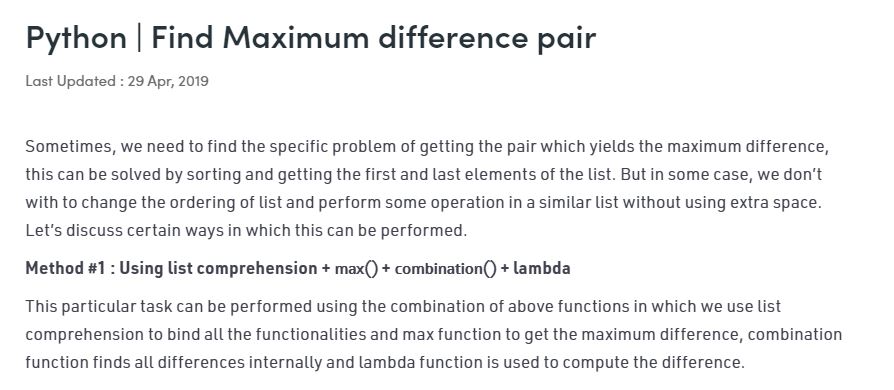 Python | Find Maximum difference pair
Last Updated : 29 Apr, 2019
Sometimes, we need to find the specific problem of getting the pair which yields the maximum difference,
this can be solved by sorting and getting the first and last elements of the list. But in some case, we don't
with to change the ordering of list and perform some operation in a similar list without using extra space.
Let's discuss certain ways in which this can be performed.
Method #1 : Using list comprehension + max() + combination() + lambda
This particular task can be performed using the combination of above functions in which we use list
comprehension to bind all the functionalities and max function to get the maximum difference, combination
function finds all differences internally and lambda function is used to compute the difference.